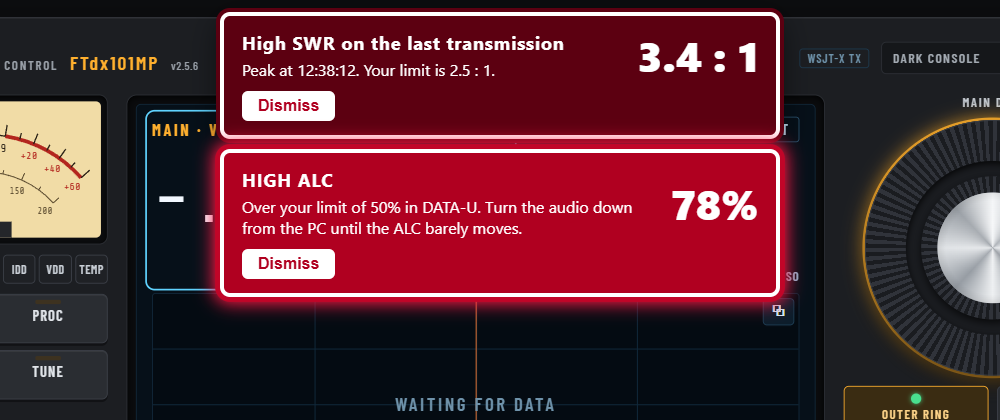 High SWR on the last transmission
Peak at 12:38:12. Your limit is 2.5 : 1.
3.4 : 1
Dismiss
CONTROL FTdx101MP v2.5.6
WSJT-X TX
DARK CONSOLE
MAIN D
MAIN · V
T
HIGH ALC
Over your limit of 50% in DATA-U. Turn the audio down
from the PC until the ALC barely moves.
78%
Dismiss
9
+20
+40
+60
150
200
IDD
VDD
TEMP
SO
PROC
TUNE
WAITING FOR DATA
OUTER RING